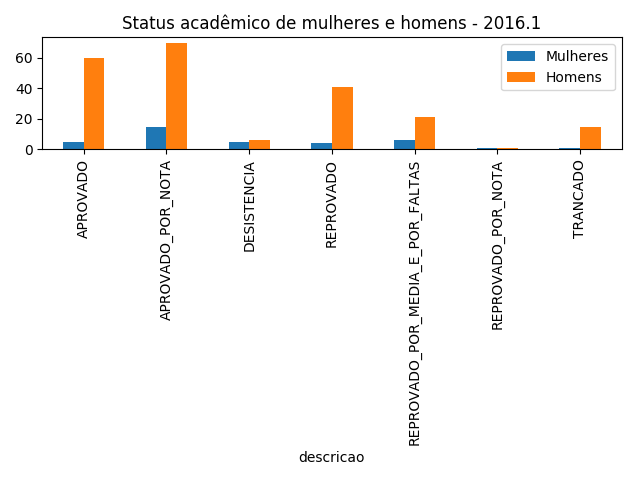 Status acadêmico de mulheres e homens - 2016.1
Mulheres
Homens
60
40
20
0
APROVADO
APROVADO_POR_NOTA
DESISTENCIA
REPROVADO
REPROVADO_POR_MEDIA_E_POR_FALTAS
REPROVADO_POR_NOTA
TRANCADO
descricao